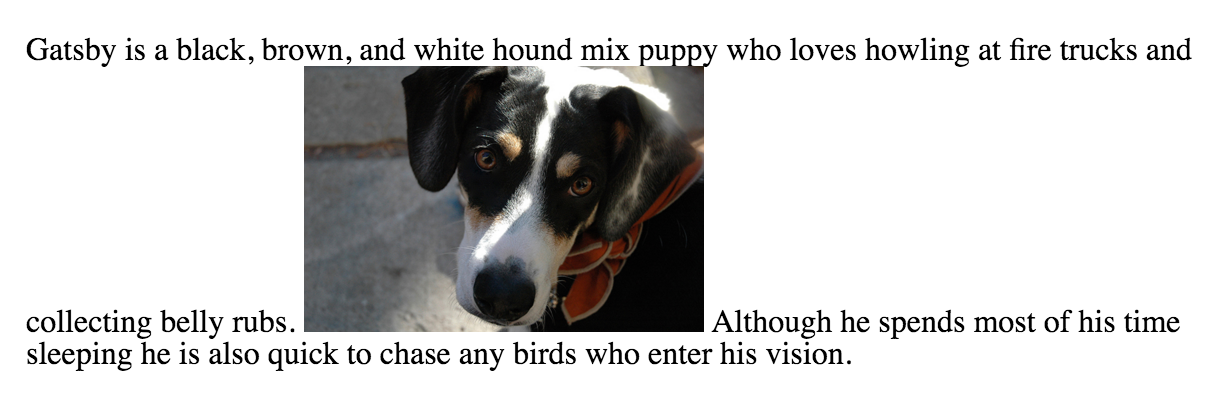 Gatsby is a black, brown, and white hound mix puppy who loves howling at fire trucks and
collecting belly rubs. Although he spends most of his time
sleeping he is also quick to chase any birds who enter his vision.